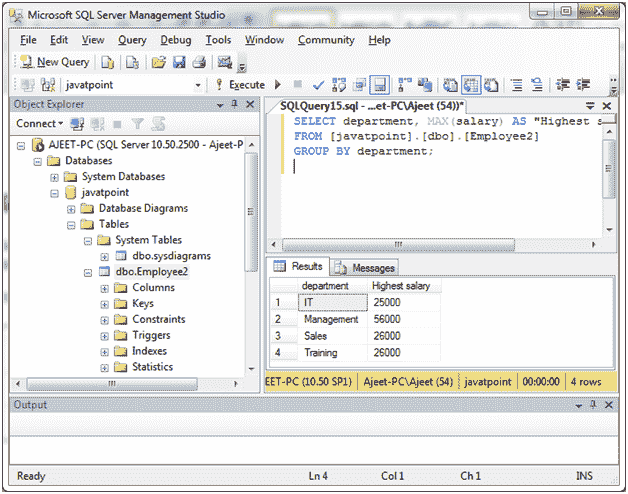 Microsoft SQL Server Management Studio
File Edit View Query Debug Tools Window Community Help
New Query
javatpoint Execute
Object Explorer
Connect
AJEET-PC (SQL Server 10.50.2500 - Ajeet-P
Databases
System Databases
javatpoint
Database Diagrams
Tables
System Tables
dbo.sysdiagrams
dbo.Employee2
Columns
Keys
Constraints
Triggers
Indexes
Statistics
SQLQuery15.sql - ...et-PC\Ajeet (54))*
SELECT department, MAX(salary) AS "Highest s
FROM [javatpoint].[dbo].[Employee2]
GROUP BY department;
Results Messages
department Highest salary
1 IT 25000
2 Management 56000
3 Sales 26000
4 Training 26000
EET-PC (10.50 SP1) Ajeet-PC\Ajeet (54) javatpoint 00:00:00 4 rows
Output
Ready Ln 4 Col 1 Ch 1 INS